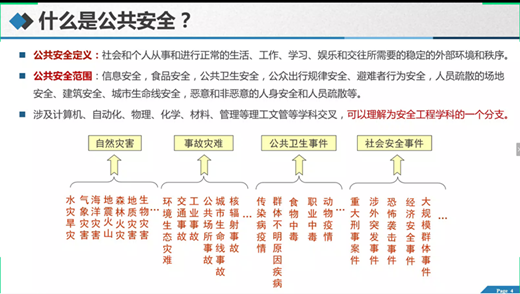 什么是公共安全？
公共安全定义：社会和个人从事和进行正常的生活、工作、学习、娱乐和交往所需要的稳定的外部环境和秩序。
公共安全范围：信息安全，食品安全，公共卫生安全，公众出行规律安全、避难者行为安全，人员疏散的场地
安全、建筑安全、城市生命线安全，恶意和非恶意的人身安全和人员疏散等。
涉及计算机、自动化、物理、化学、材料、管理等理工文管等学科交叉，可以理解为安全工程学科的一个分支。
自然灾害
事故灾难
公共卫生事件
社会安全事件
水灾旱灾
气象灾害
海洋灾害
地震火山
森林火灾
地质灾害
生物灾害
…
环境生态灾难
交通事故
工业事故
公共场所事故
城市生命线事故
核辐射事故
…
传染病疫情
群体不明原因疾病
食物中毒
职业中毒
动物疫情
…
重大刑事案件
涉外突发事件
恐怖袭击事件
经济安全事件
大规模群体事件
…
Page 4